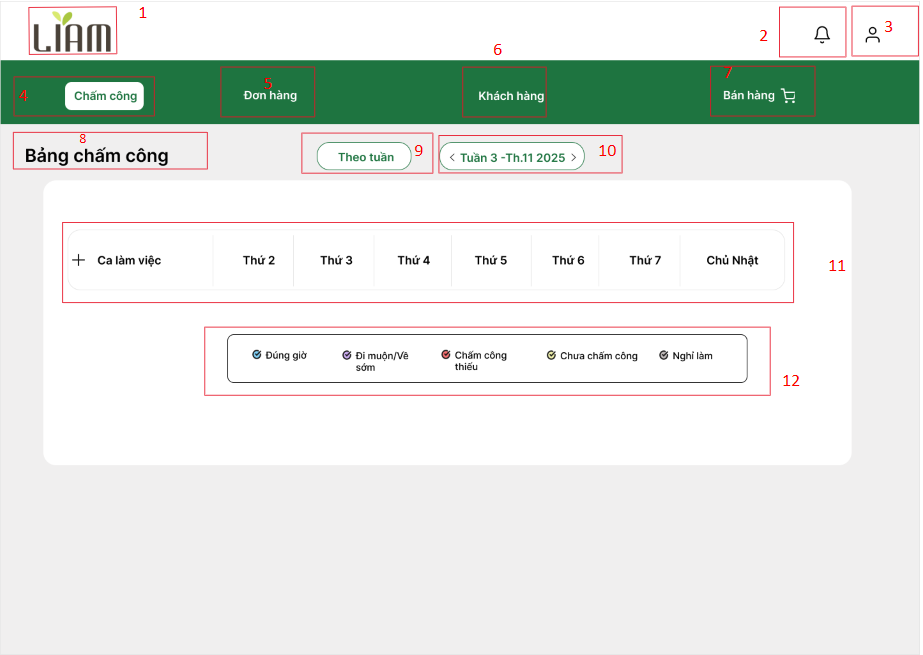 LIAM
1
2
3
4
Chấm công
5
Đơn hàng
6
Khách hàng
7
Bán hàng
8
Bảng chấm công
Theo tuần
9
< Tuần 3 -Th.11 2025 >
10
+ Ca làm việc Thứ 2 Thứ 3 Thứ 4 Thứ 5 Thứ 6 Thứ 7 Chủ Nhật
11
Đúng giờ
Đi muộn/Về
sớm
Chấm công
thiếu
Chưa chấm công
Nghỉ làm
12